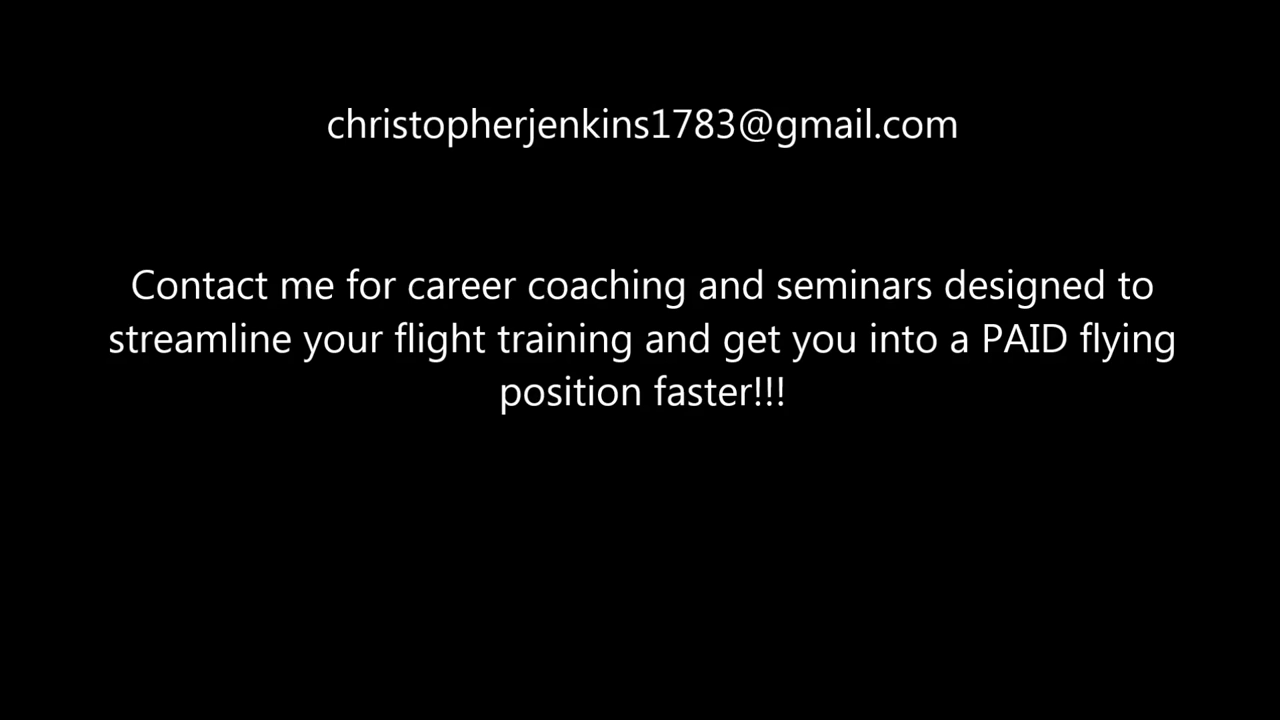 christopherjenkins1783@gmail.com
Contact me for career coaching and seminars designed to
streamline your flight training and get you into a PAID flying
position faster!!!